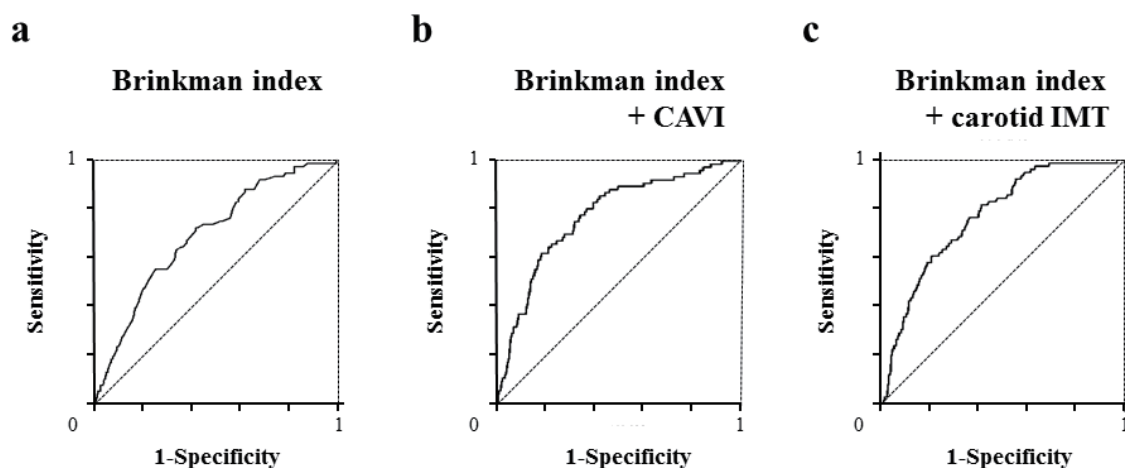 a
Brinkman index
1
Sensitivity
0
1
1-Specificity
b
Brinkman index
+ CAVI
1
Sensitivity
0
1
1-Specificity
c
Brinkman index
+ carotid IMT
1
Sensitivity
0
1
1-Specificity